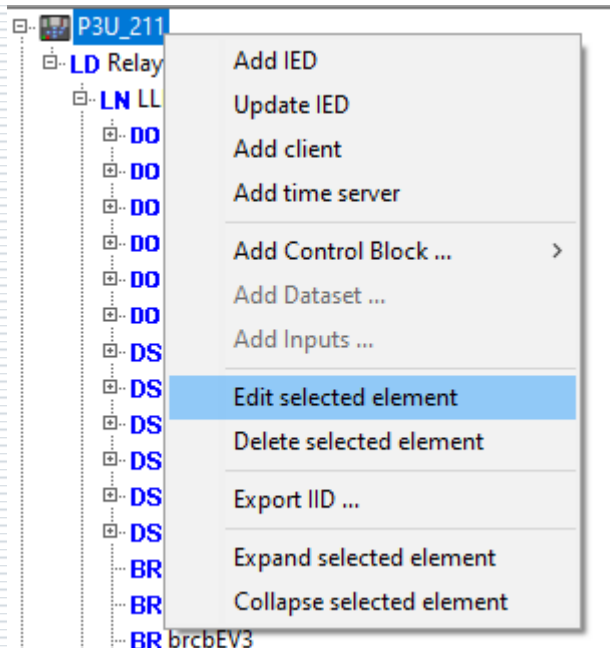 P3U_211
LD Relay
LN LL
DO
DO
DO
DO
DO
DO
DS
DS
DS
DS
DS
DS
BR
BR
BR brcbEV3
Add IED
Update IED
Add client
Add time server
Add Control Block ...
Add Dataset ...
Add Inputs ...
Edit selected element
Delete selected element
Export IID ...
Expand selected element
Collapse selected element